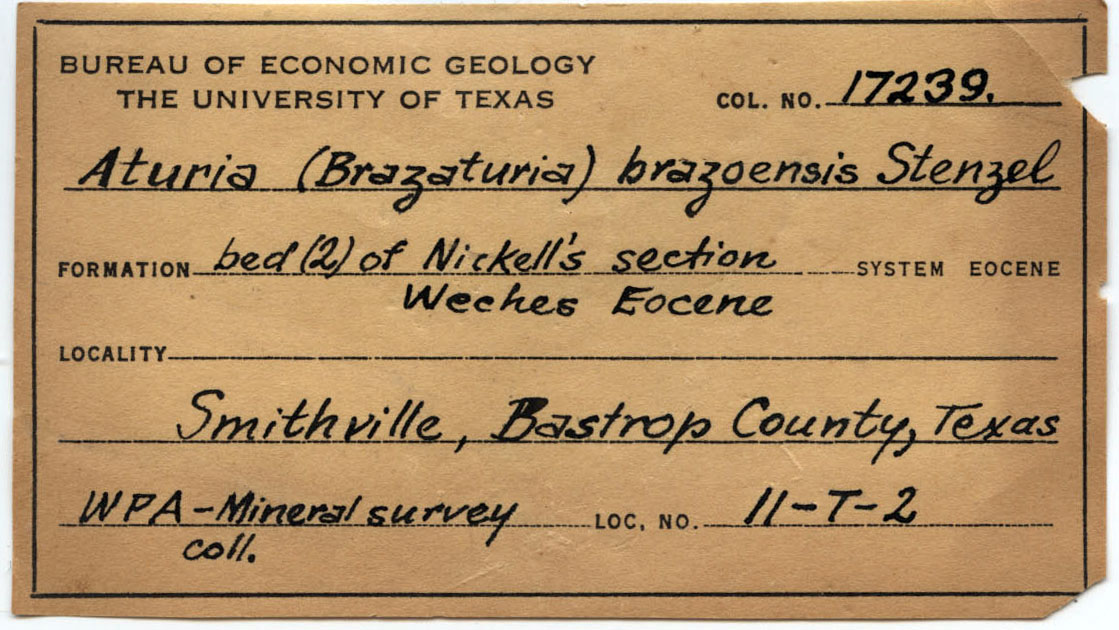 BUREAU OF ECONOMIC GEOLOGY
THE UNIVERSITY OF TEXAS
COL. NO. 17239.
Aturia (Brazaturia) brazoensis Stenzel
FORMATION bed (2) of Nickell's section SYSTEM EOCENE
Weches Eocene
LOCALITY
Smithville, Bastrop County, Texas
WPA-Mineral survey LOC, NO. 11-T-2
coll.